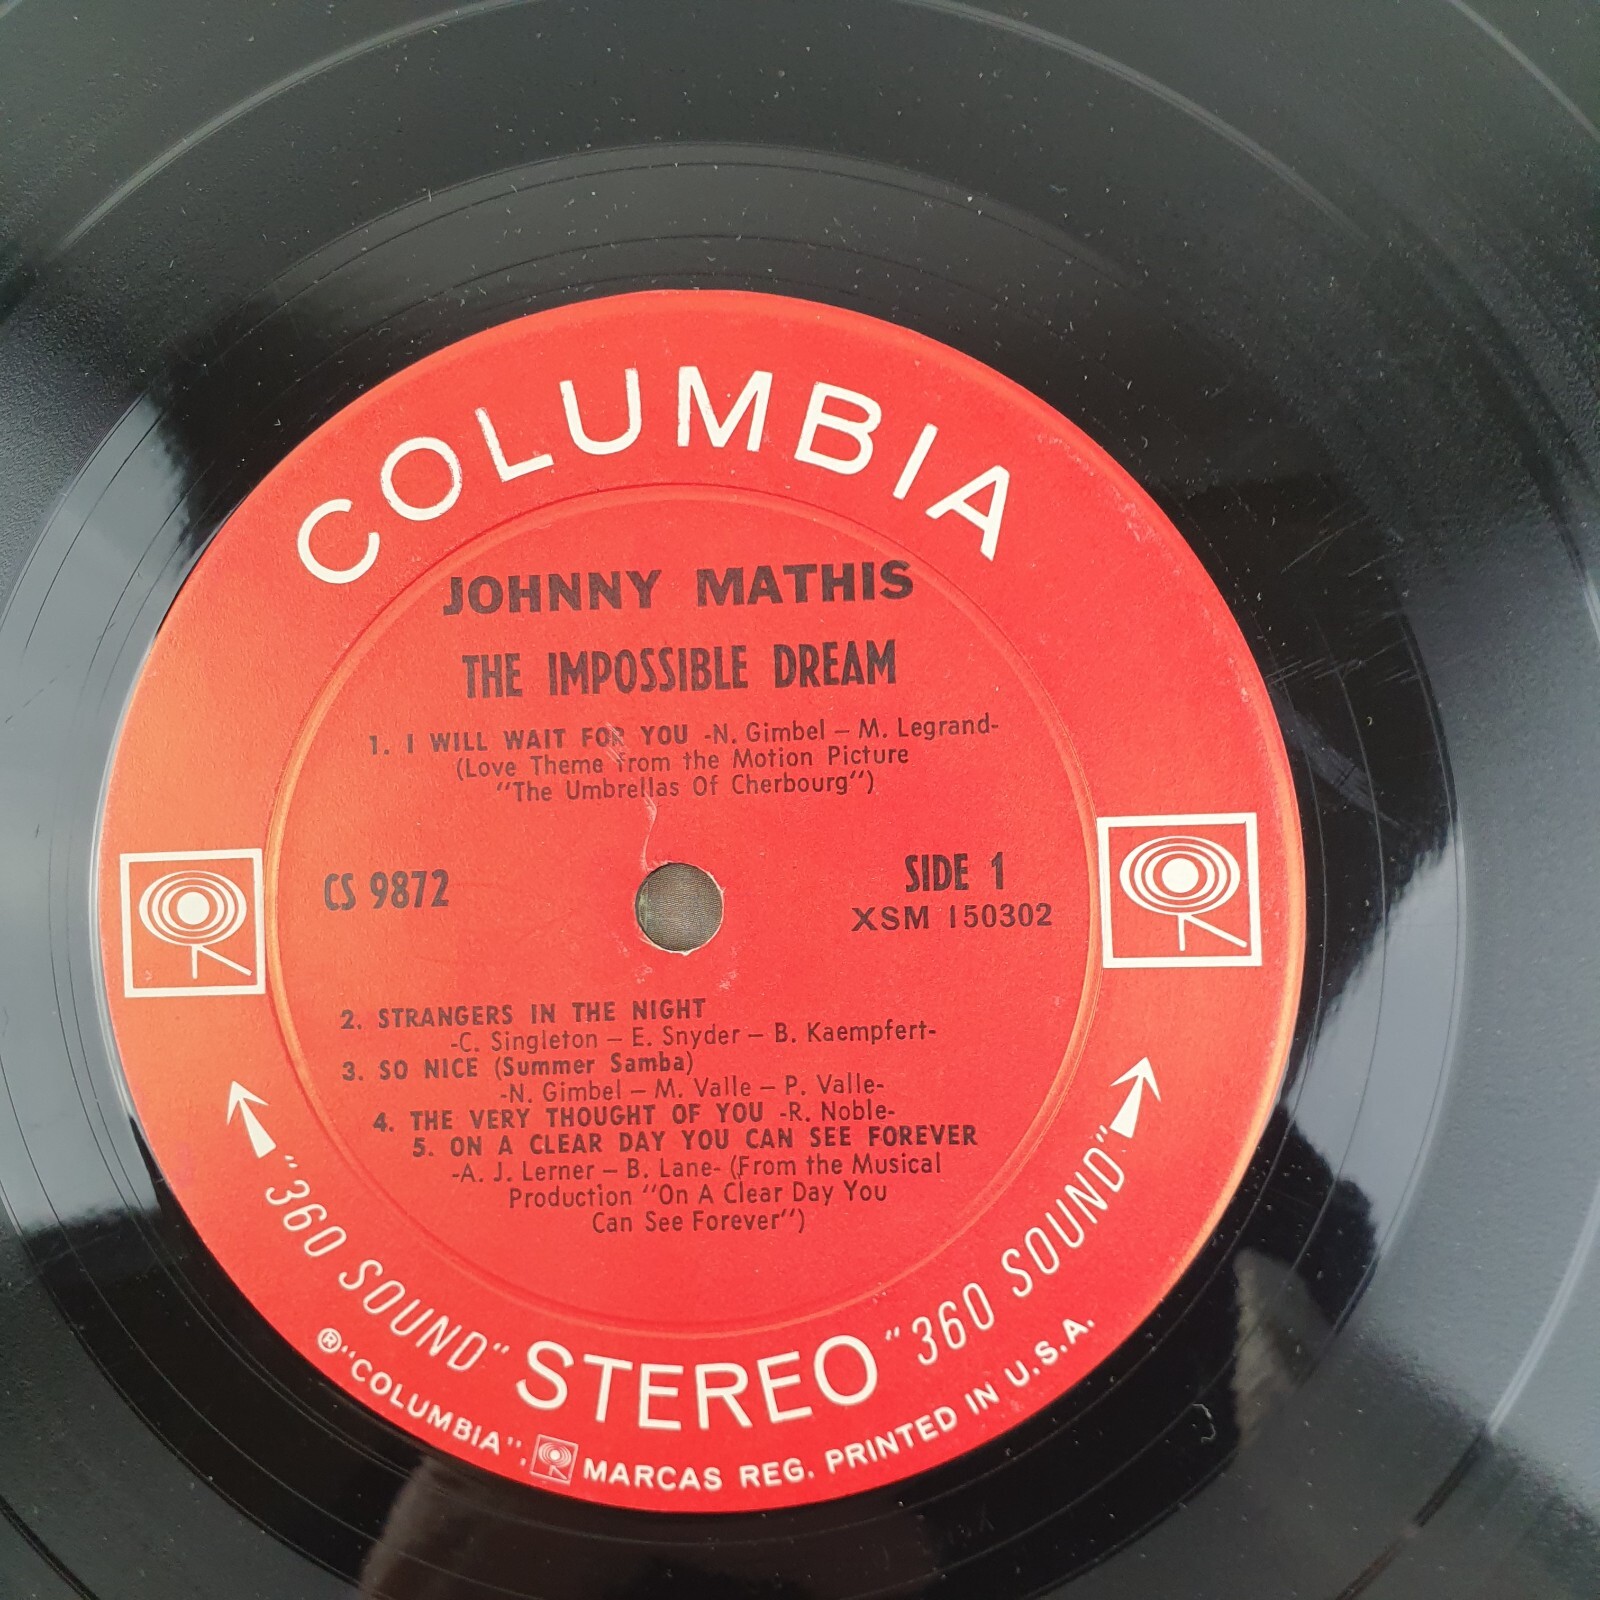 COLUMBIA
JOHNNY MATHIS
THE IMPOSSIBLE DREAM
1. I WILL WAIT FOR YOU -N. Gimbel – M. Legrand-
(Love Theme from the Motion Picture
"The Umbrellas Of Cherbourg")
CS 9872
SIDE 1
XSM 150302
2. STRANGERS IN THE NIGHT
-C. Singleton – E. Snyder – B. Kaempfert-
3. SO NICE (Summer Samba)
-N. Gimbel – M. Valle – P. Valle-
4. THE VERY THOUGHT OF YOU -R. Noble-
5. ON A CLEAR DAY YOU CAN SEE FOREVER
-A. J. Lerner – B. Lane- (From the Musical
Production "On A Clear Day You
Can See Forever")
"360 SOUND" STEREO "360 SOUND"
®"COLUMBIA", MARCAS REG. PRINTED IN U.S.A.